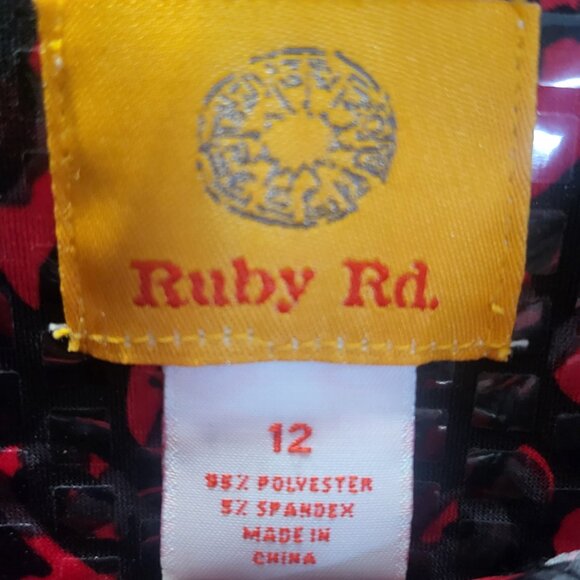 Ruby Rd.
12
95% POLYESTER
5% SPANDEX
MADE IN
CHINA